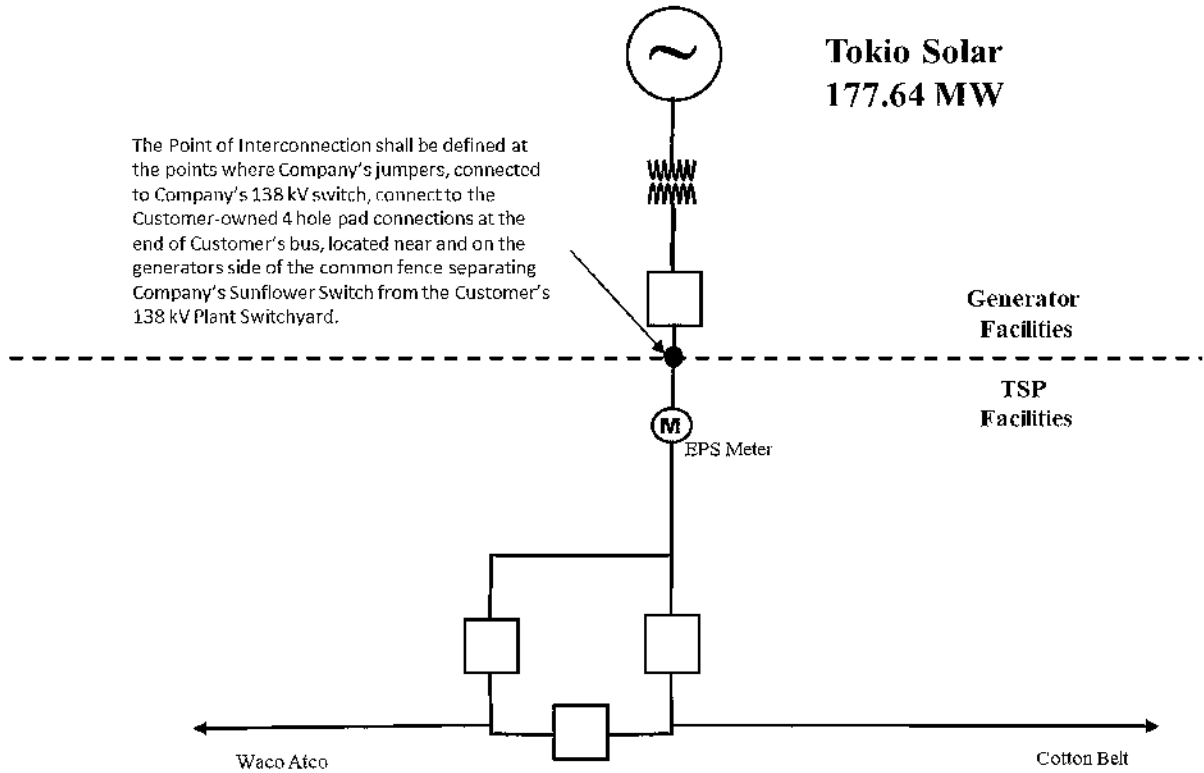 Tokio Solar
177.64 MW
The Point of Interconnection shall be defined at
the points where Company's jumpers, connected
to Company's 138 kV switch, connect to the
Customer-owned 4 hole pad connections at the
end of Customer's bus, located near and on the
generators side of the common fence separating
Company's Sunflower Switch from the Customer's
138 kV Plant Switchyard.
Generator
Facilities
TSP
Facilities
M
EPS Meter
Waco Atco
Cotton Belt